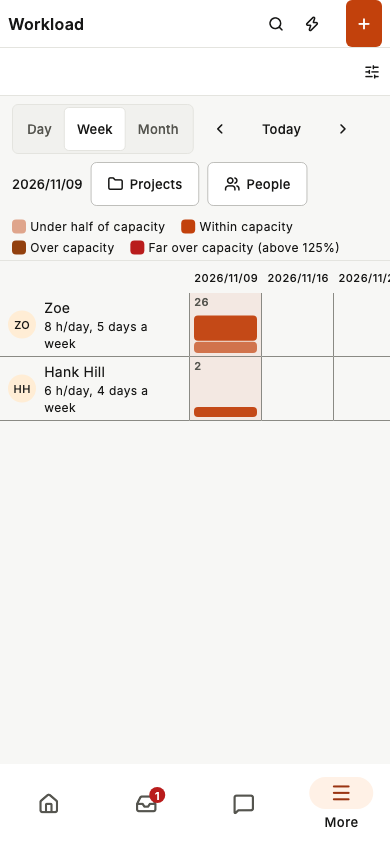 Workload
Day Week Month Today
2026/11/09 Projects People
Under half of capacity Within capacity
Over capacity Far over capacity (above 125%)
2026/11/09 2026/11/16
26
Zoe
ZO
8 h/day, 5 days a
week
2
Hank Hill
HH
6 h/day, 4 days a
week
1
More